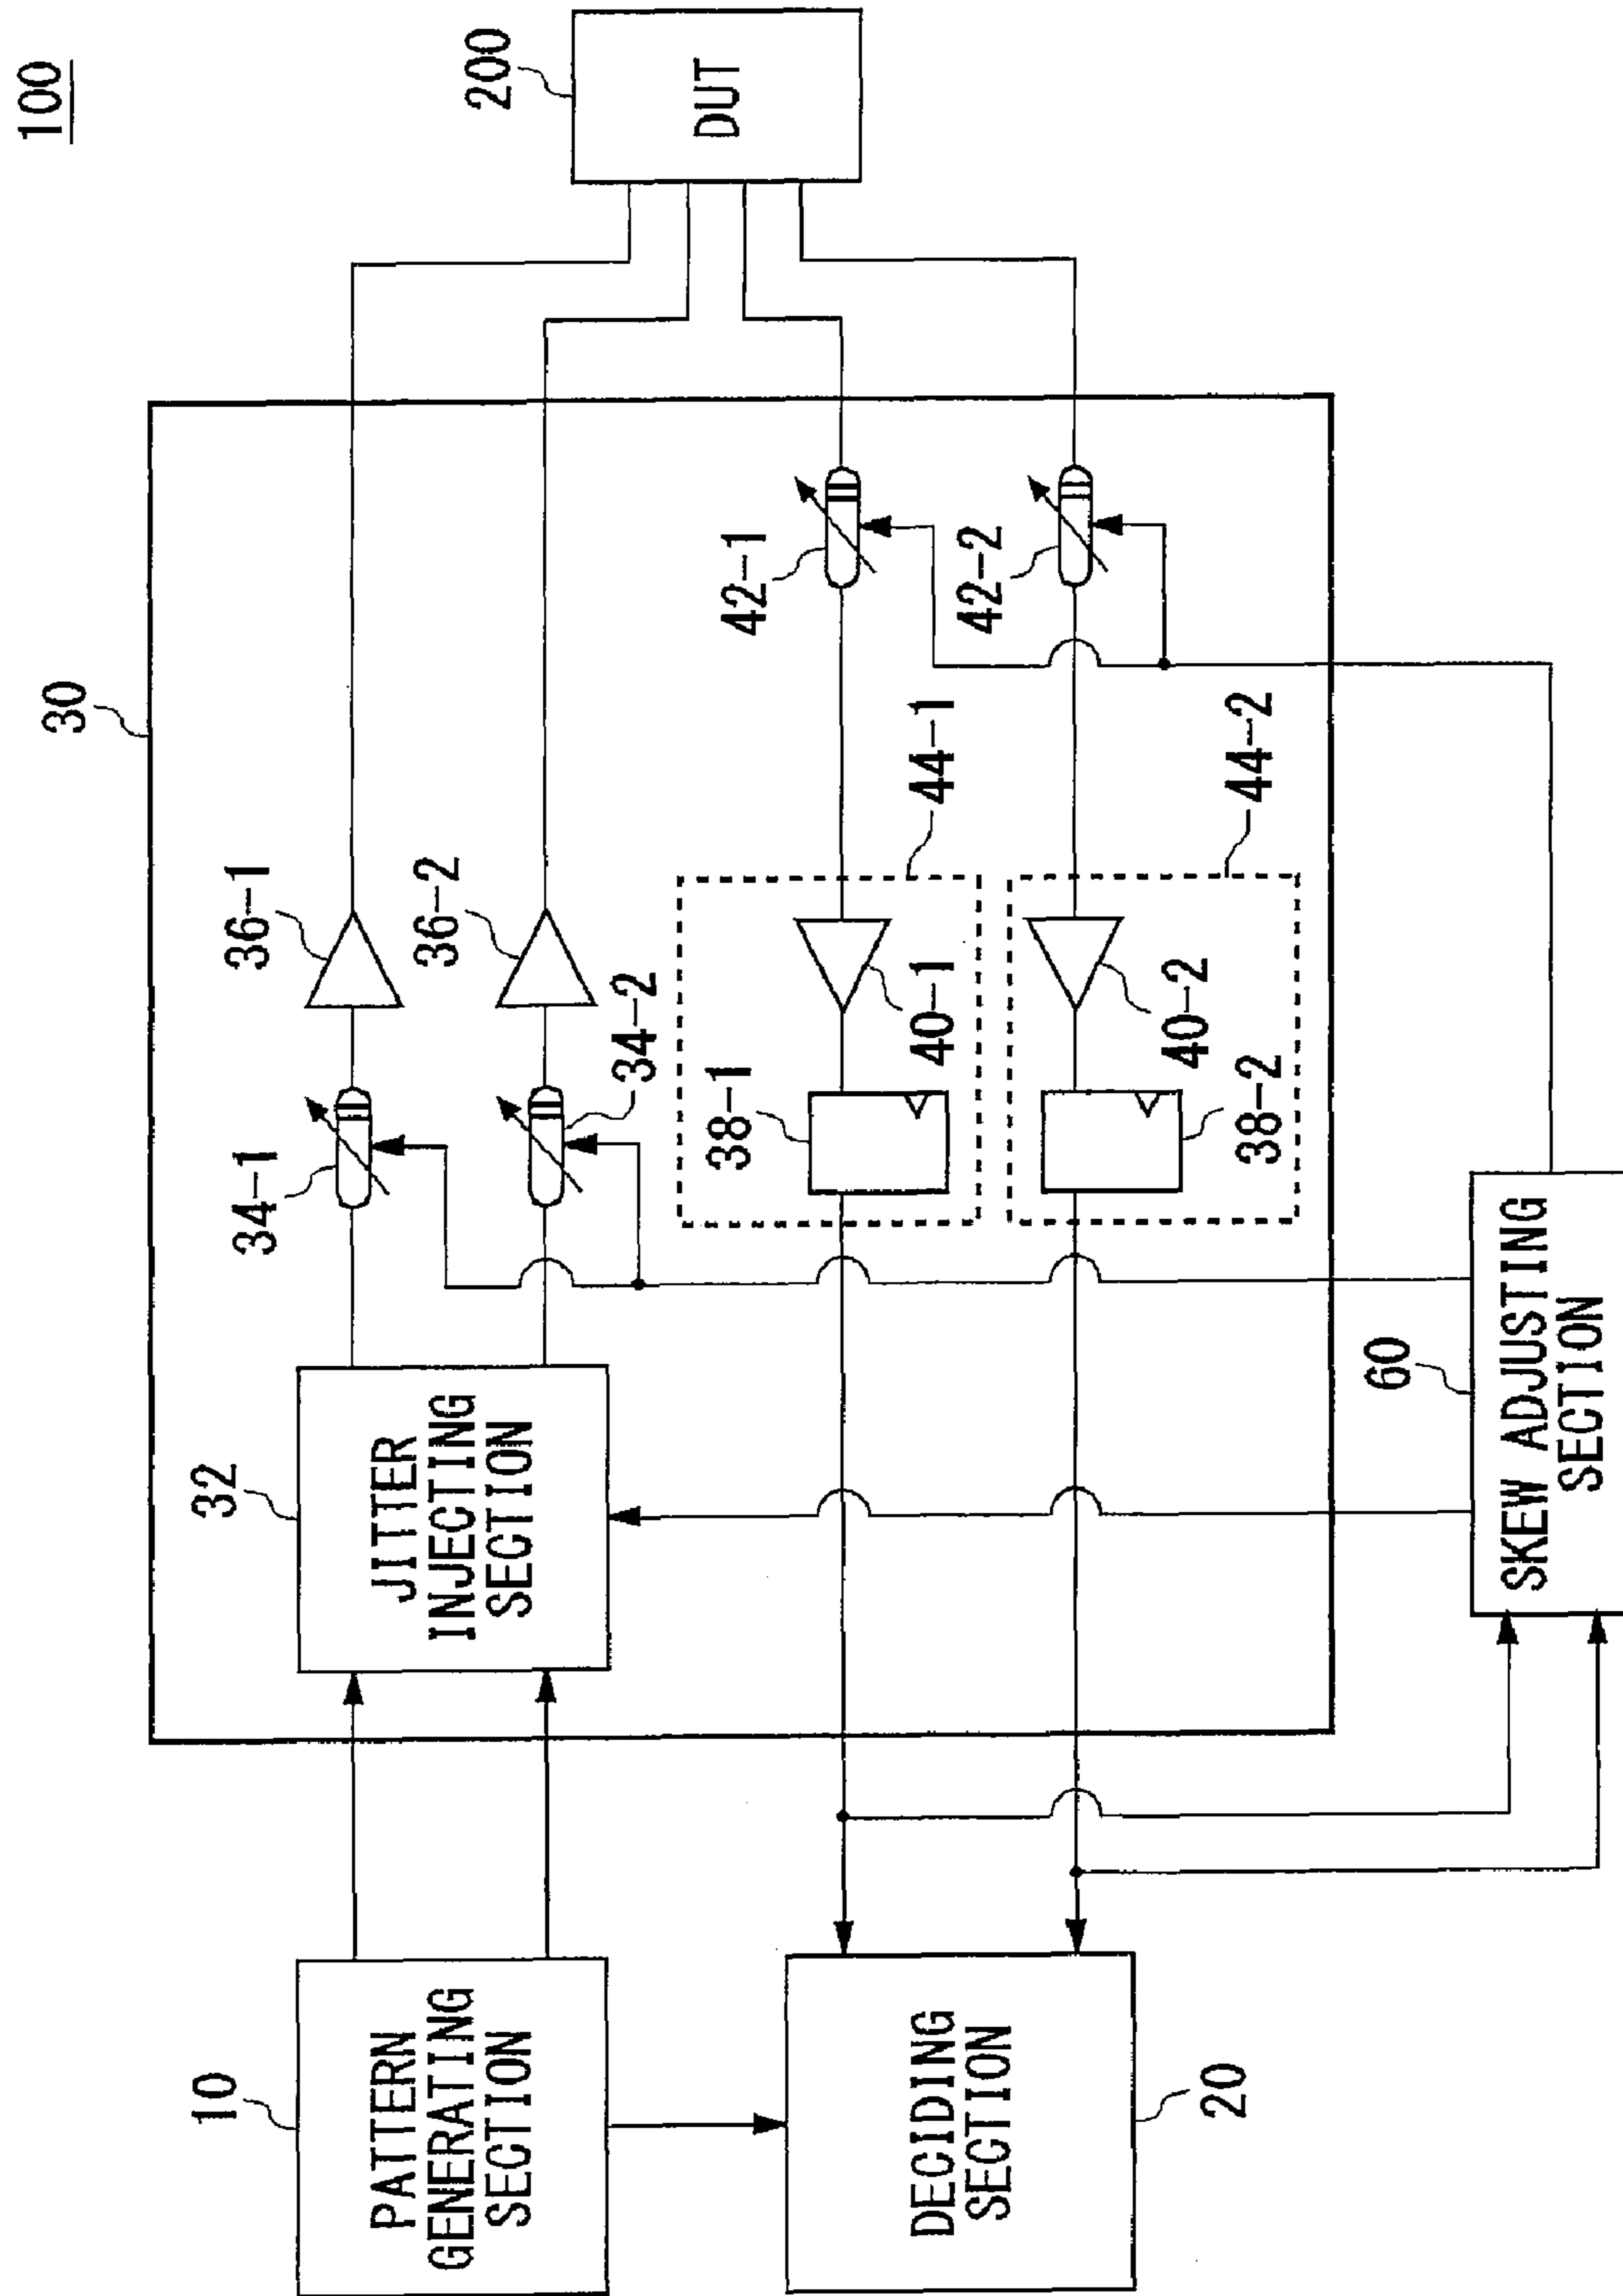 100
30
200
DUT
10
PATTERN
GENERATING
SECTION
32
JITTER
INJECTING
SECTION
34-1
36-1
34-2
36-2
42-1
42-2
44-1
44-2
38-1
40-1
38-2
40-2
DECIDING
SECTION
20
60
SKEW ADJUSTING
SECTION